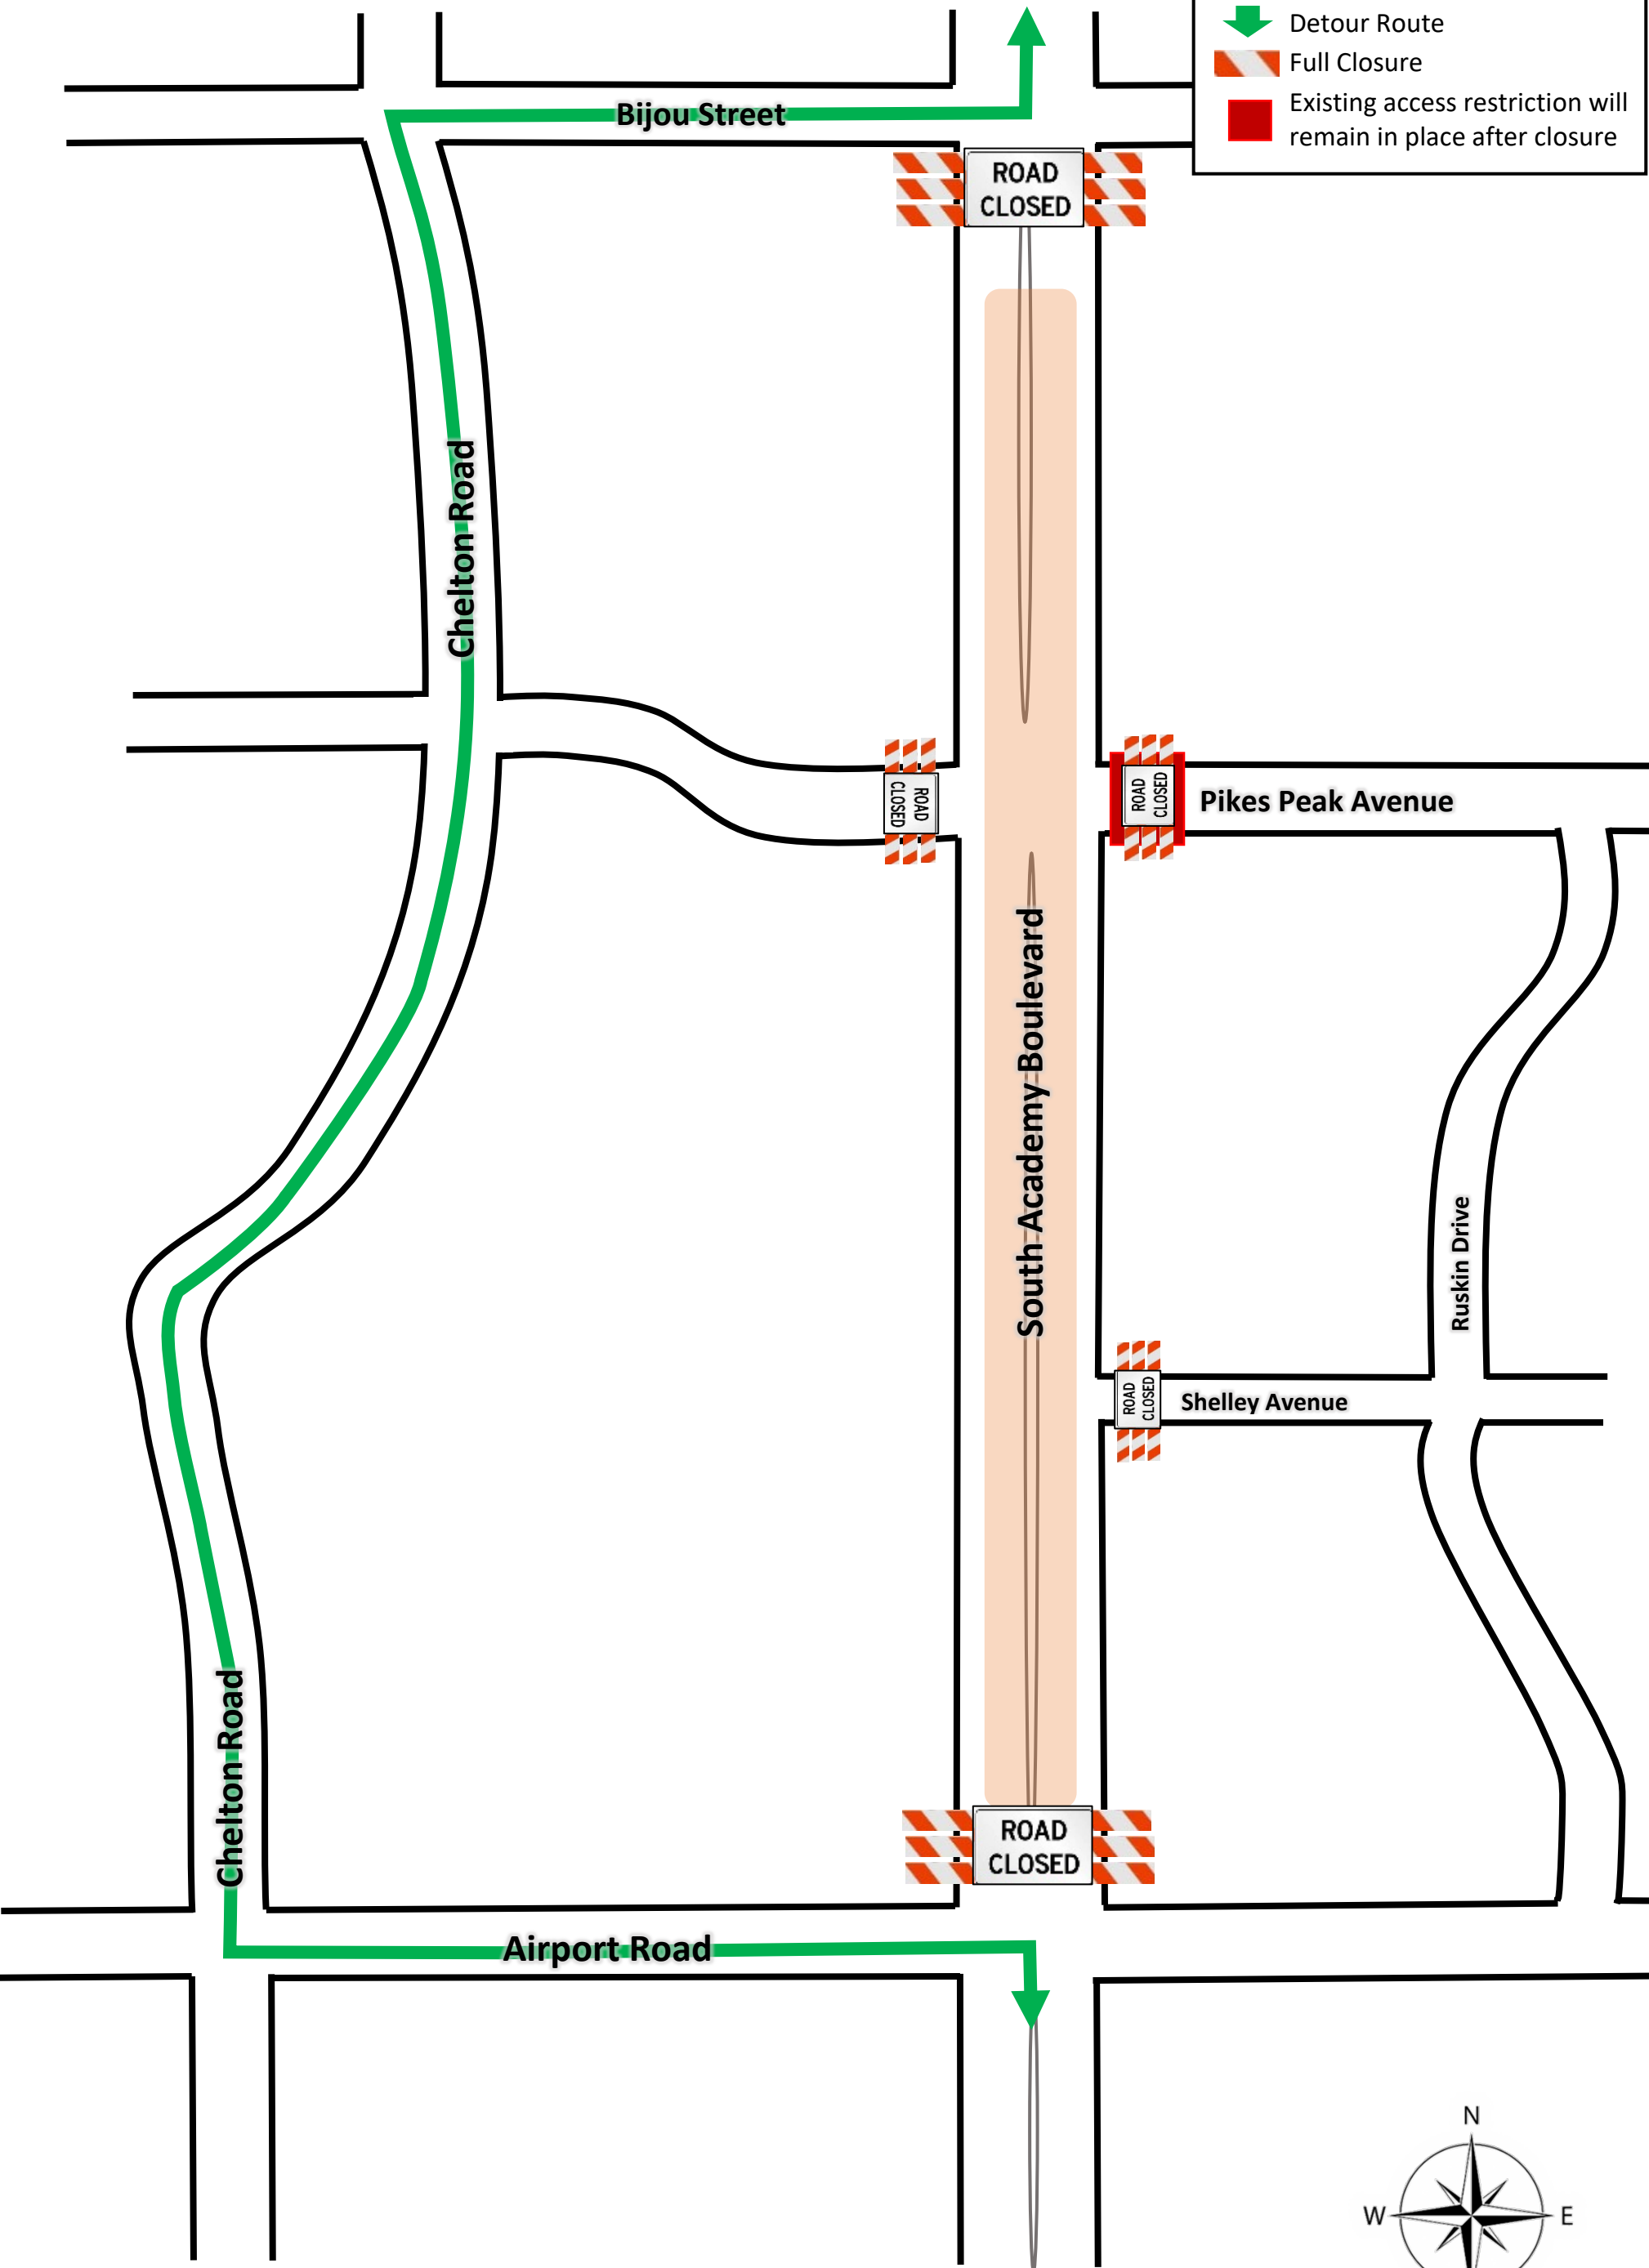 Detour Route
Full Closure
Existing access restriction will
remain in place after closure
Bijou Street
ROAD
CLOSED
Chelton Road
ROAD
CLOSED
ROAD
CLOSED
Pikes Peak Avenue
South Academy Boulevard
Ruskin Drive
ROAD
CLOSED
Shelley Avenue
Chelton Road
ROAD
CLOSED
Airport Road
N
W
E